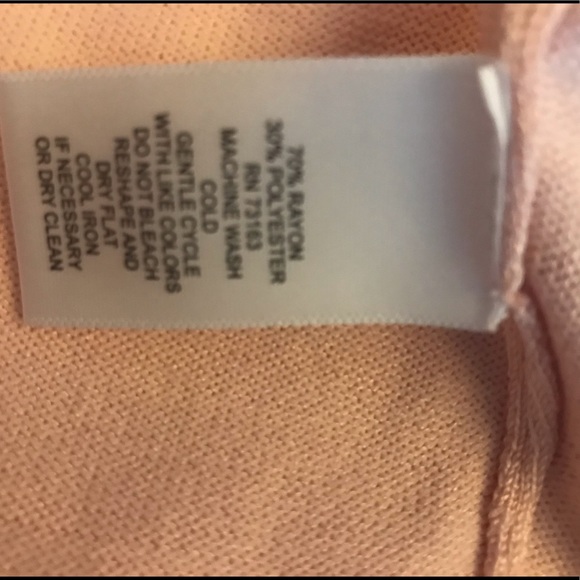 70% RAYON
30% POLYESTER
RN 73163
MACHINE WASH
COLD
GENTLE CYCLE
WITH LIKE COLORS
DO NOT BLEACH
RESHAPE AND
DRY FLAT
COOL IRON
IF NECESSARY
OR DRY CLEAN